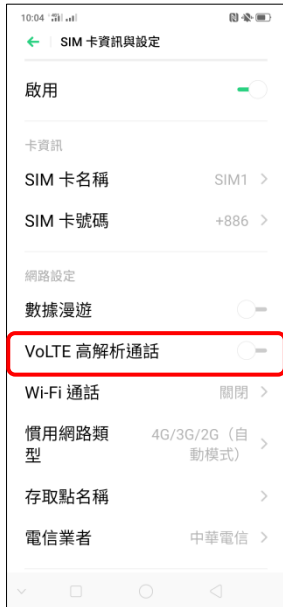 10:04
SIM 卡資訊與設定
啟用
卡資訊
SIM 卡名稱 SIM1
SIM 卡號碼 +886
網路設定
數據漫遊
VoLTE 高解析通話
Wi-Fi 通話 關閉
慣用網路類型 4G/3G/2G（自動模式）
存取點名稱
電信業者 中華電信